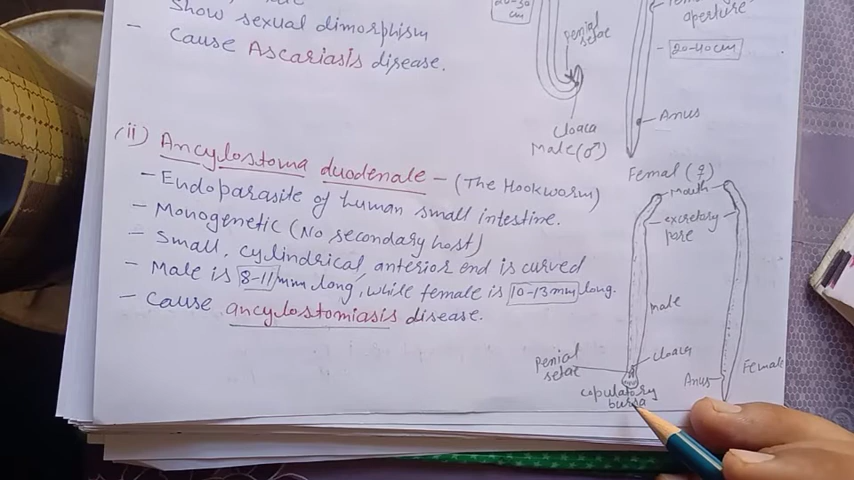 - Show sexual dimorphism
- Cause Ascariasis disease.
cm
Penial
setae
Cloaca
Male(♂)
aperture
20-40cm
Anus
Femal (♀)
(ii) Ancylostoma duodenale - (The Hookworm)
- Endoparasite of human small intestine.
- Monogenetic (No secondary host)
- Small, cylindrical, anterior end is curved
- Male is 8-11 mm long, while female is 10-13 mm long.
- Cause ancylostomiasis disease.
Mouth
excretory
pore
male
Cloaca
Penial
setae
copulatory
bursa
Anus
Female